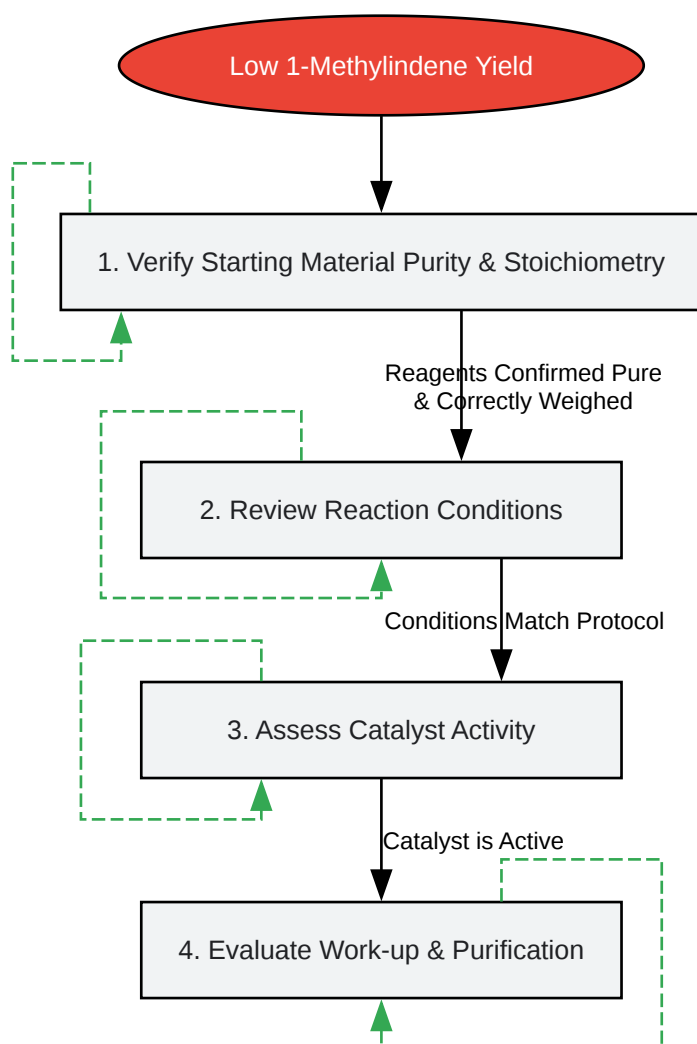 Low 1-Methylindene Yield
1. Verify Starting Material Purity & Stoichiometry
Reagents Confirmed Pure
& Correctly Weighed
2. Review Reaction Conditions
Conditions Match Protocol
3. Assess Catalyst Activity
Catalyst is Active
4. Evaluate Work-up & Purification